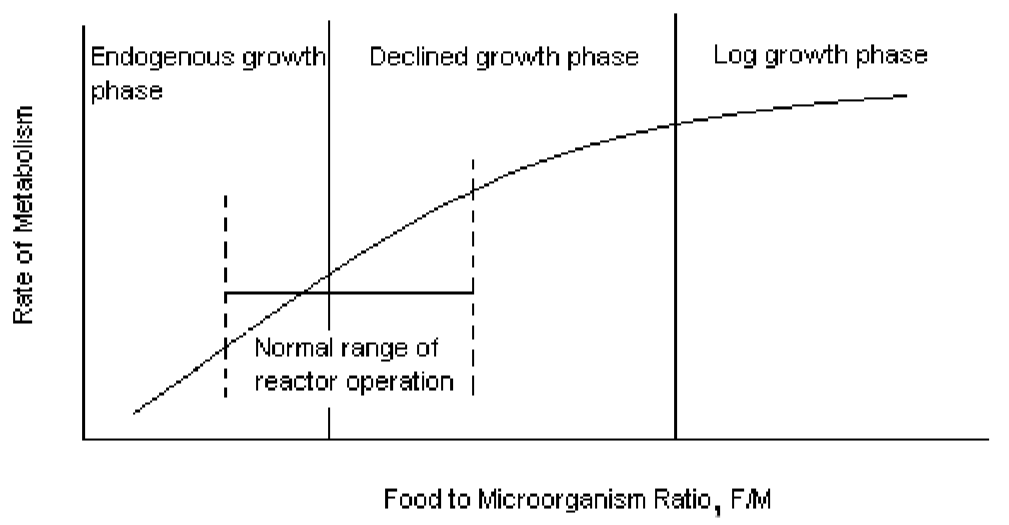 Endogenous growth
phase
Declined growth phase
Log growth phase
Rate of Metabolism
Normal range of
reactor operation
Food to Microorganism Ratio, F/M